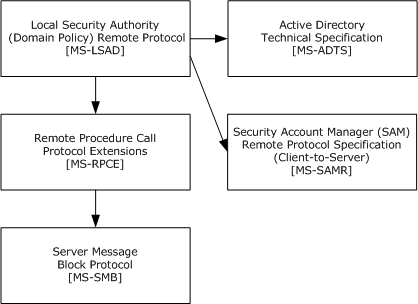 Local Security Authority
(Domain Policy) Remote Protocol
[MS-LSAD]
Active Directory
Technical Specification
[MS-ADTS]
Remote Procedure Call
Protocol Extensions
[MS-RPCE]
Security Account Manager (SAM)
Remote Protocol Specification
(Client-to-Server)
[MS-SAMR]
Server Message
Block Protocol
[MS-SMB]